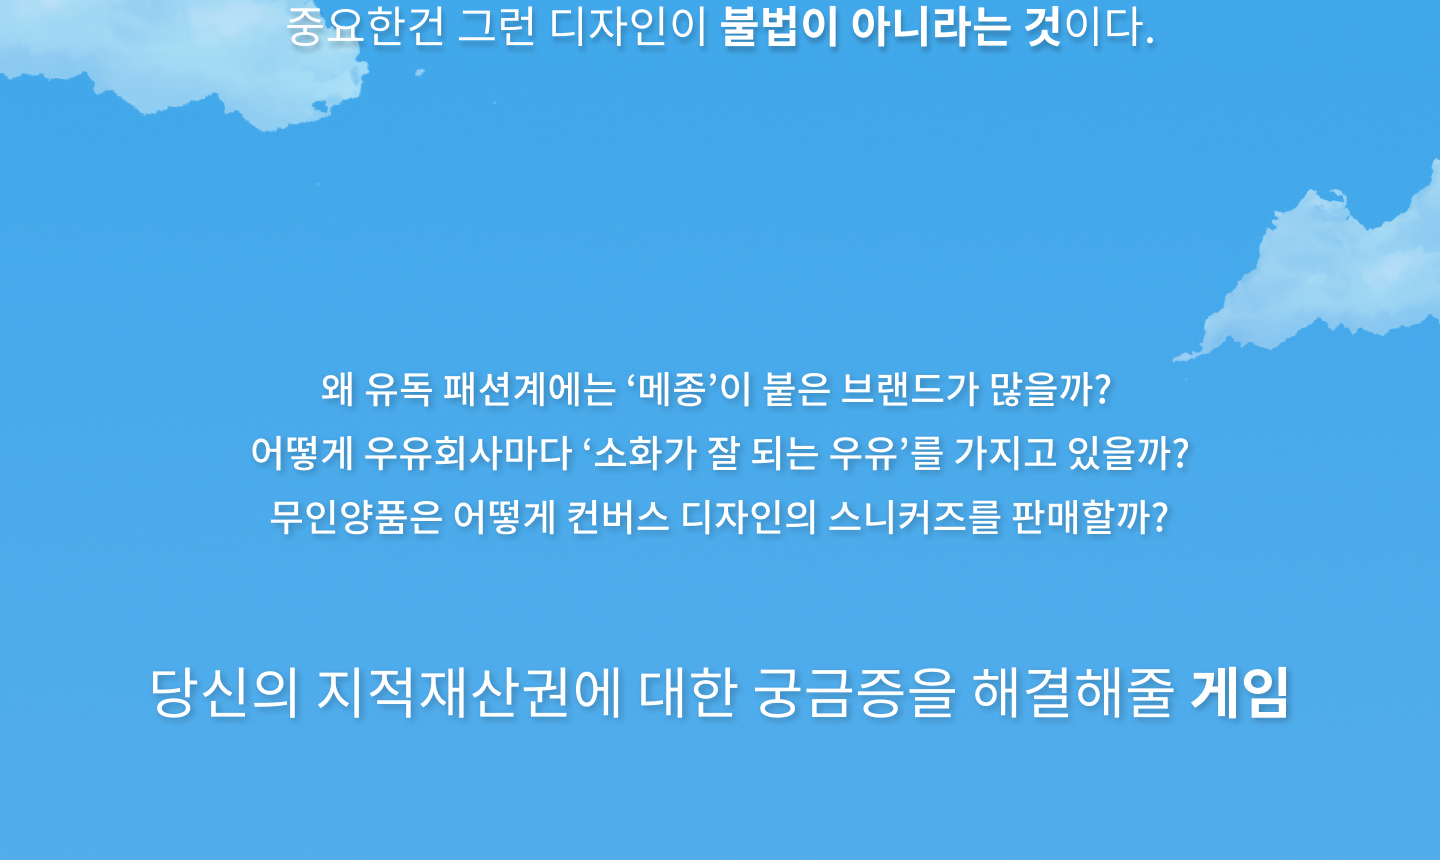 중요한건 그런 디자인이 불법이 아니라는 것이다.
왜 유독 패션계에는 ‘메종’이 붙은 브랜드가 많을까?
어떻게 우유회사마다 ‘소화가 잘 되는 우유’를 가지고 있을까?
무인양품은 어떻게 컨버스 디자인의 스니커즈를 판매할까?
당신의 지적재산권에 대한 궁금증을 해결해줄 게임